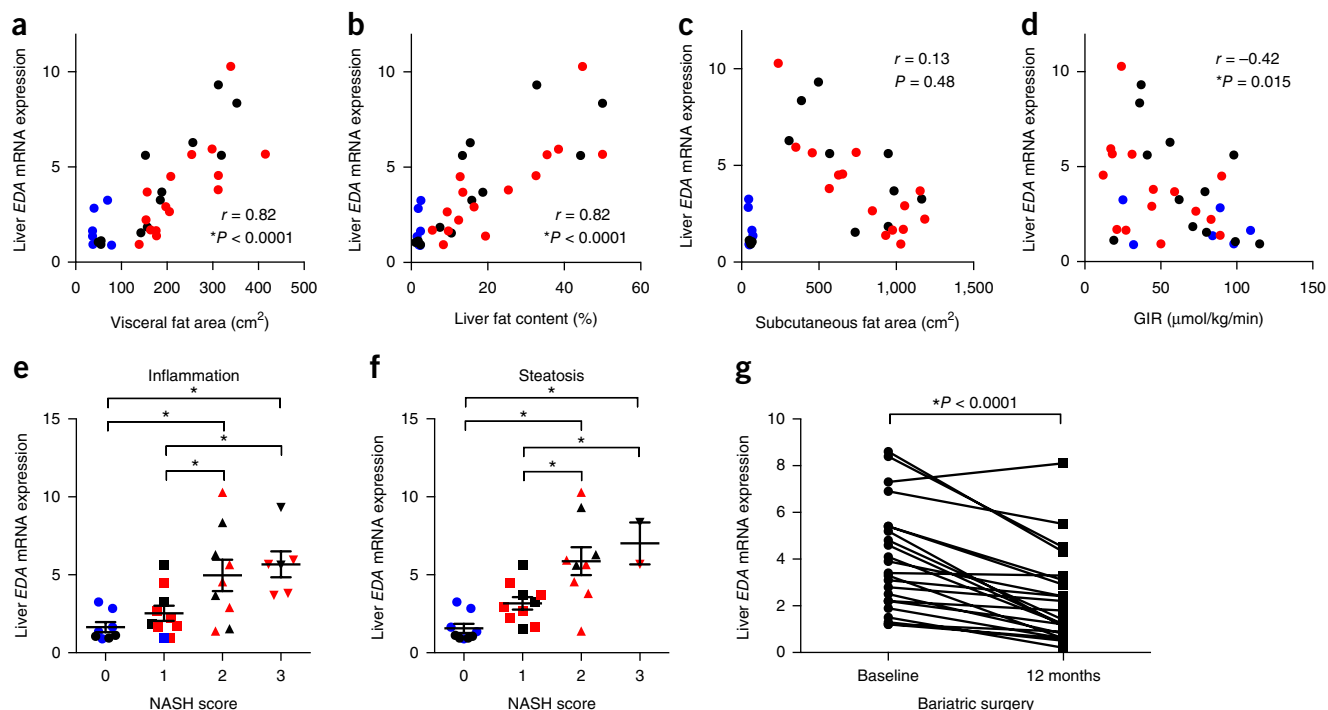 a
Liver EDA mRNA expression
10
5
0
0 100 200 300 400 500
Visceral fat area (cm²)
r = 0.82
*P < 0.0001
b
Liver EDA mRNA expression
10
5
0
0 20 40 60
Liver fat content (%)
r = 0.82
*P < 0.0001
c
Liver EDA mRNA expression
10
5
0
0 500 1,000 1,500
Subcutaneous fat area (cm²)
r = 0.13
P = 0.48
d
Liver EDA mRNA expression
10
5
0
0 50 100 150
GIR (μmol/kg/min)
r = –0.42
*P = 0.015
e
Inflammation
Liver EDA mRNA expression
15
10
5
0
*
*
*
*
0 1 2 3
NASH score
f
Steatosis
Liver EDA mRNA expression
15
10
5
0
*
*
*
*
0 1 2 3
NASH score
g
*P < 0.0001
Liver EDA mRNA expression
10
8
6
4
2
0
Baseline 12 months
Bariatric surgery